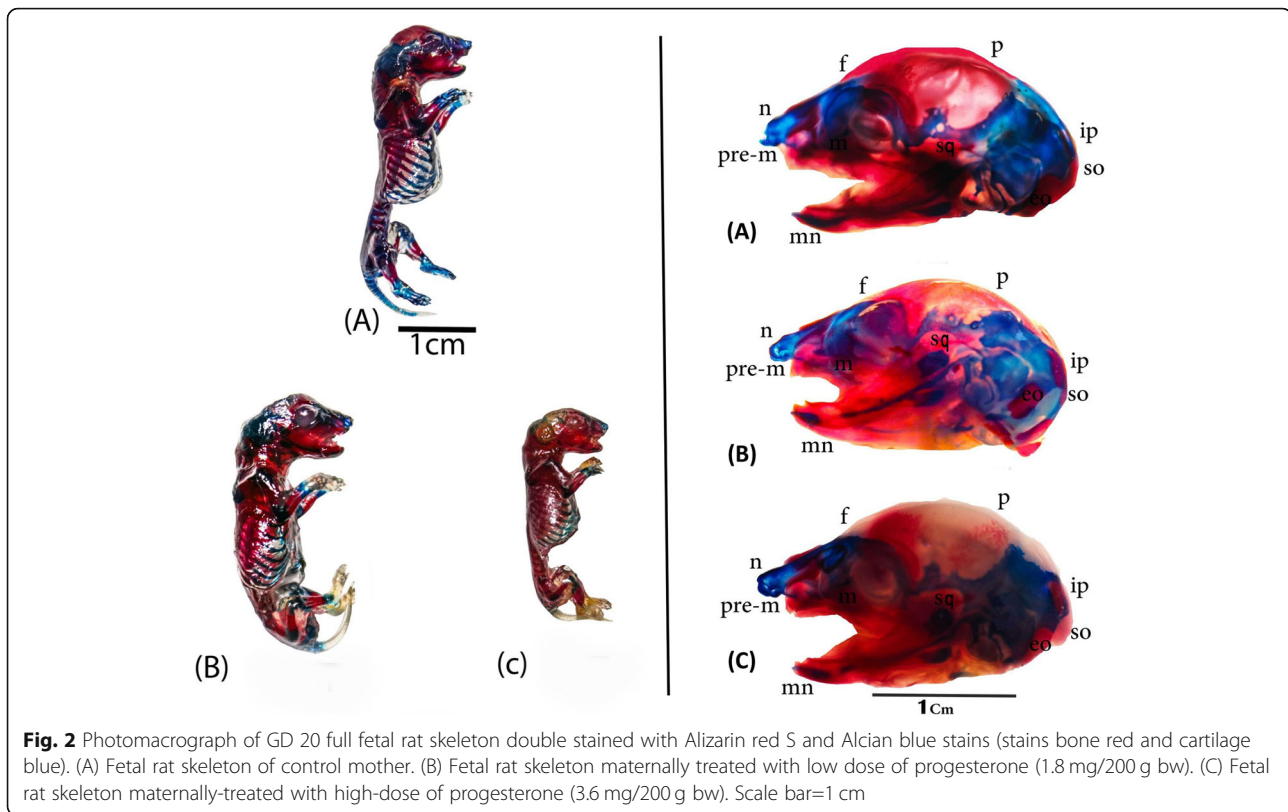 (A)
1cm
(B)
(c)
p
f
n
ip
m
sq
pre-m
so
eo
(A)
mn
p
f
n
sq
ip
m
pre-m
eo
so
mn
(B)
p
f
n
ip
m
sq
pre-m
so
eo
(C)
mn
1 Cm
Fig. 2 Photomacrograph of GD 20 full fetal rat skeleton double stained with Alizarin red S and Alcian blue stains (stains bone red and cartilage
blue). (A) Fetal rat skeleton of control mother. (B) Fetal rat skeleton maternally treated with low dose of progesterone (1.8 mg/200 g bw). (C) Fetal
rat skeleton maternally-treated with high-dose of progesterone (3.6 mg/200 g bw). Scale bar=1 cm